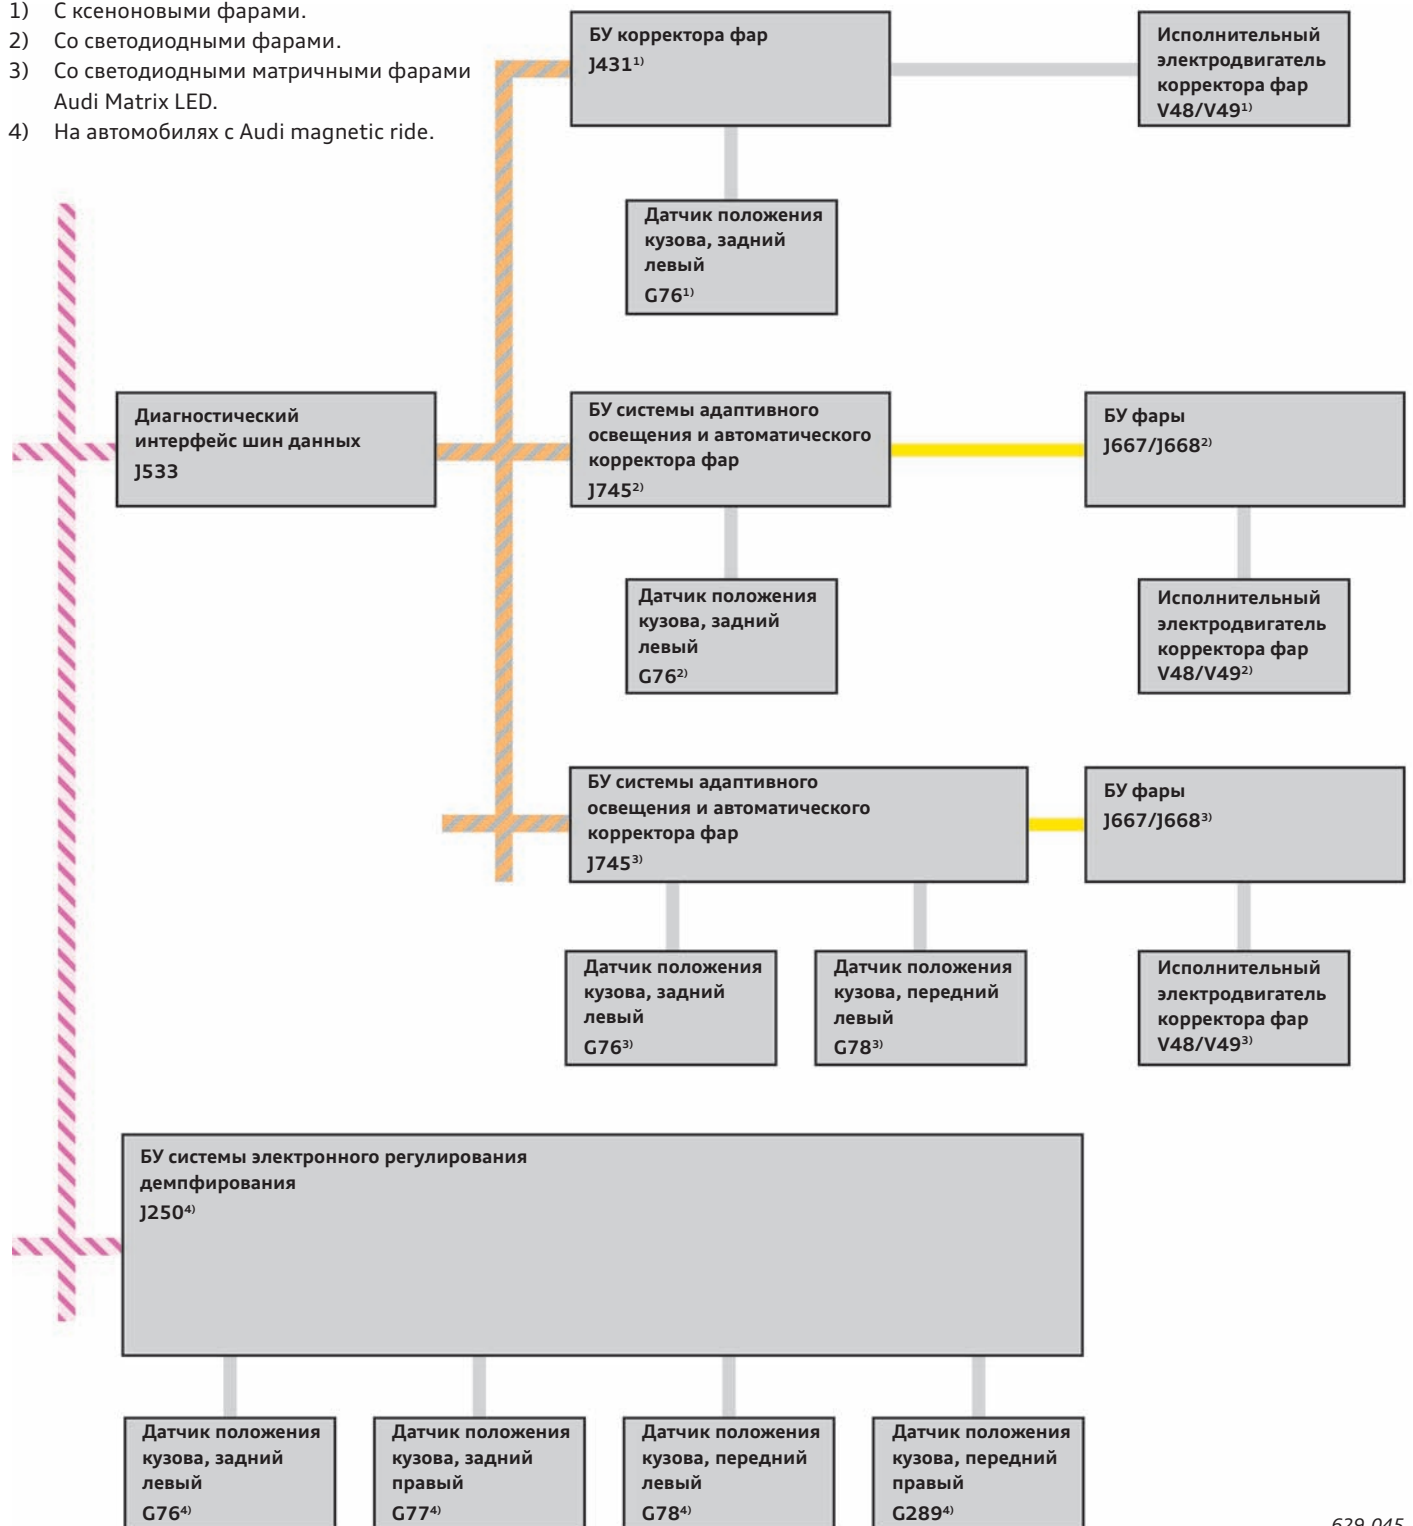 1) С ксеноновыми фарами.
2) Со светодиодными фарами.
3) Со светодиодными матричными фарами
Audi Matrix LED.
4) На автомобилях с Audi magnetic ride.
БУ корректора фар
J431¹⁾
Исполнительный
электродвигатель
корректора фар
V48/V49¹⁾
Датчик положения
кузова, задний
левый
G76¹⁾
Диагностический
интерфейс шин данных
J533
БУ системы адаптивного
освещения и автоматического
корректора фар
J745²⁾
БУ фары
J667/J668²⁾
Датчик положения
кузова, задний
левый
G76²⁾
Исполнительный
электродвигатель
корректора фар
V48/V49²⁾
БУ системы адаптивного
освещения и автоматического
корректора фар
J745³⁾
БУ фары
J667/J668³⁾
Датчик положения
кузова, задний
левый
G76³⁾
Датчик положения
кузова, передний
левый
G78³⁾
Исполнительный
электродвигатель
корректора фар
V48/V49³⁾
БУ системы электронного регулирования
демпфирования
J250⁴⁾
Датчик положения
кузова, задний
левый
G76⁴⁾
Датчик положения
кузова, задний
правый
G77⁴⁾
Датчик положения
кузова, передний
левый
G78⁴⁾
Датчик положения
кузова, передний
правый
G289⁴⁾
629_045